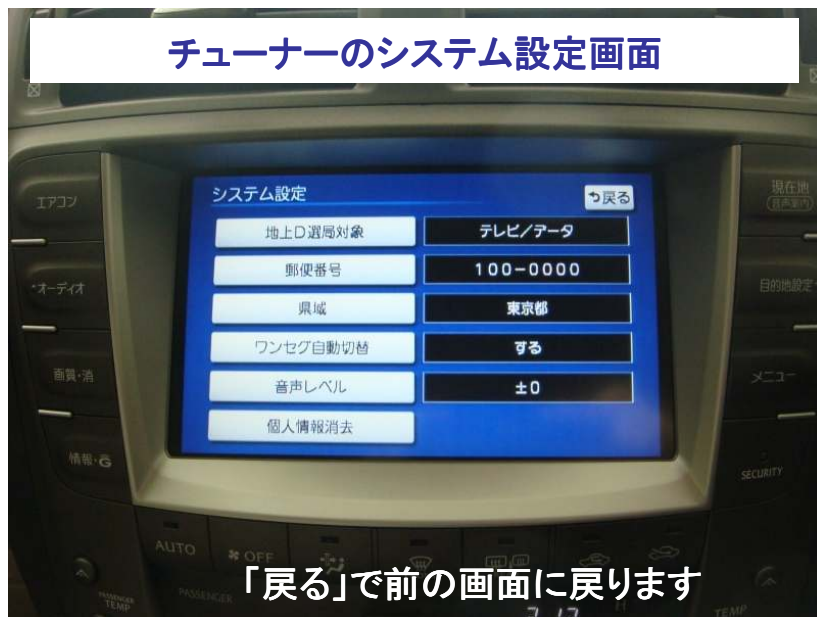 チューナーのシステム設定画面
システム設定
戻る
地上D選局対象 テレビ/データ
郵便番号 100-0000
県域 東京都
ワンセグ自動切替 する
音声レベル ±0
個人情報消去
エアコン
・オーディオ
画質・消
情報・G
現在地
(音声案内)
目的地設定・
メニュー
SECURITY
AUTO
OFF
PASSENGER
PASSENGER
TEMP
TEMP
「戻る」で前の画面に戻ります